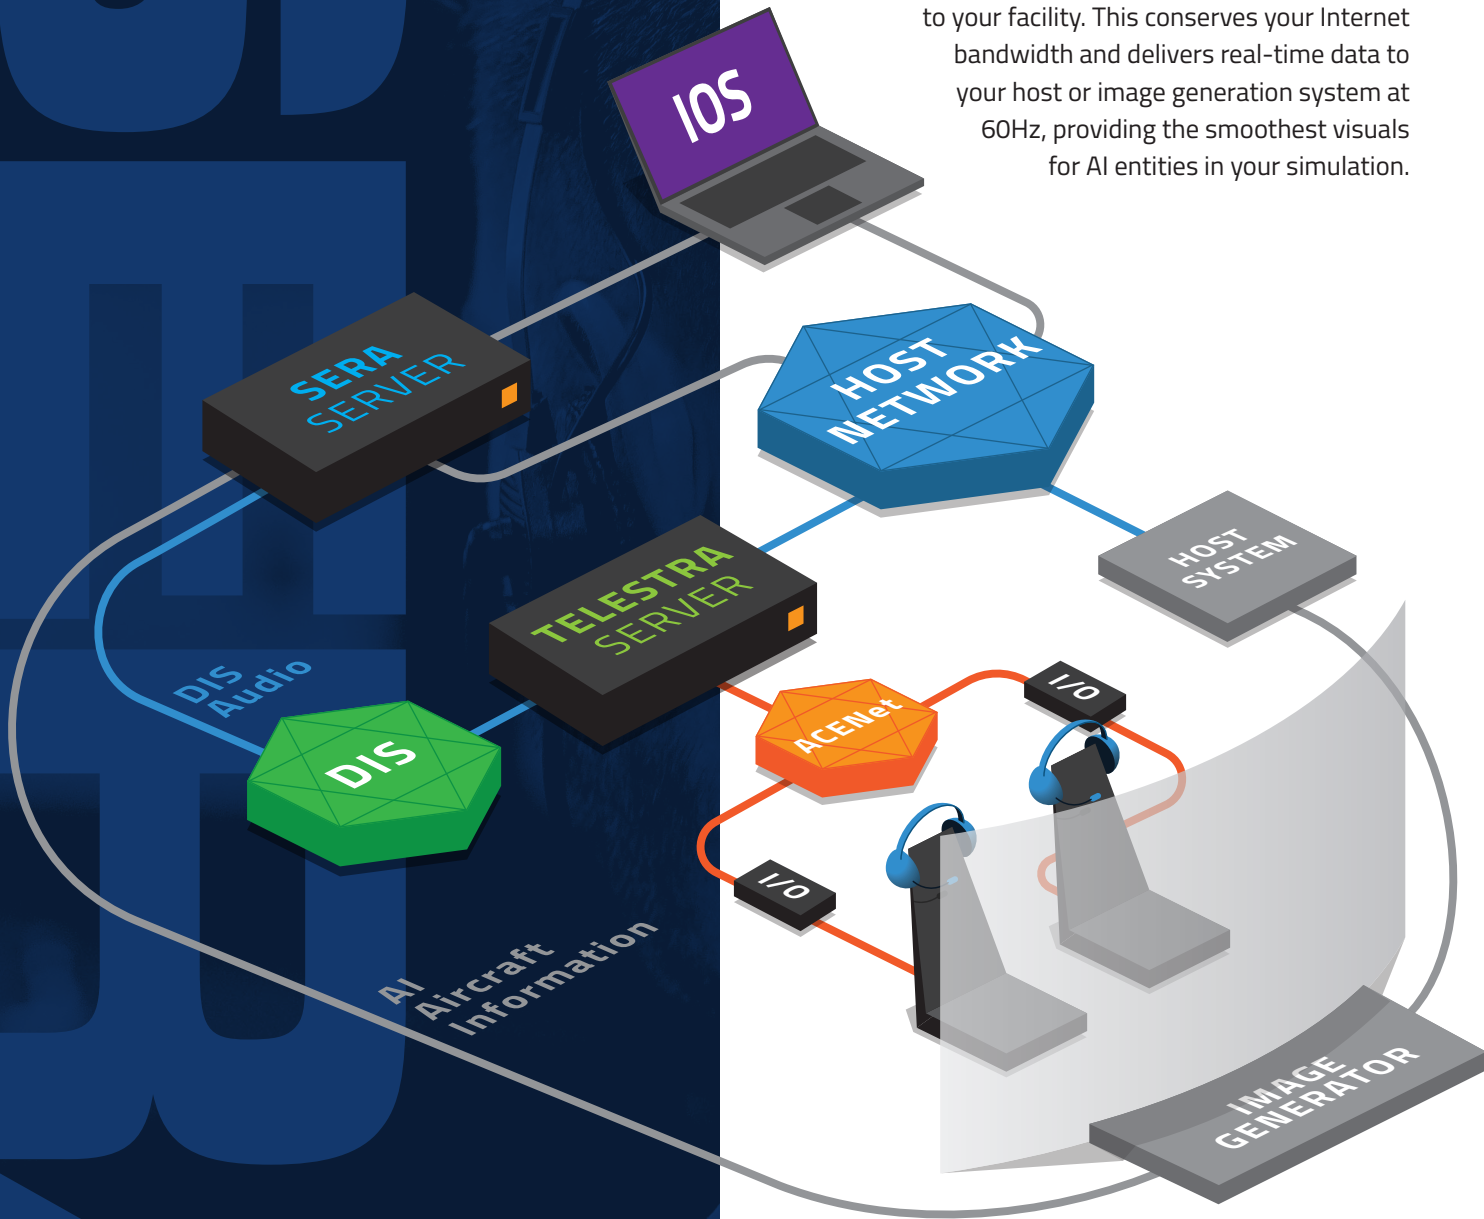 to your facility. This conserves your Internet
bandwidth and delivers real-time data to
your host or image generation system at
60Hz, providing the smoothest visuals
for AI entities in your simulation.
IOS
HOST
NETWORK
SERA
SERVER
HOST
SYSTEM
TELESTRA
SERVER
DIS
Audio
I/O
ACENet
DIS
I/O
AI
Aircraft
Information
IMAGE
GENERATOR